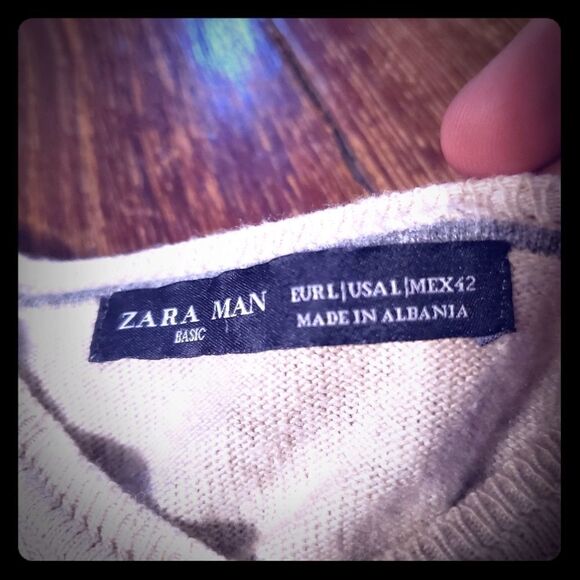 ZARA MAN
BASIC
EUR L|USA L|MEX 42
MADE IN ALBANIA